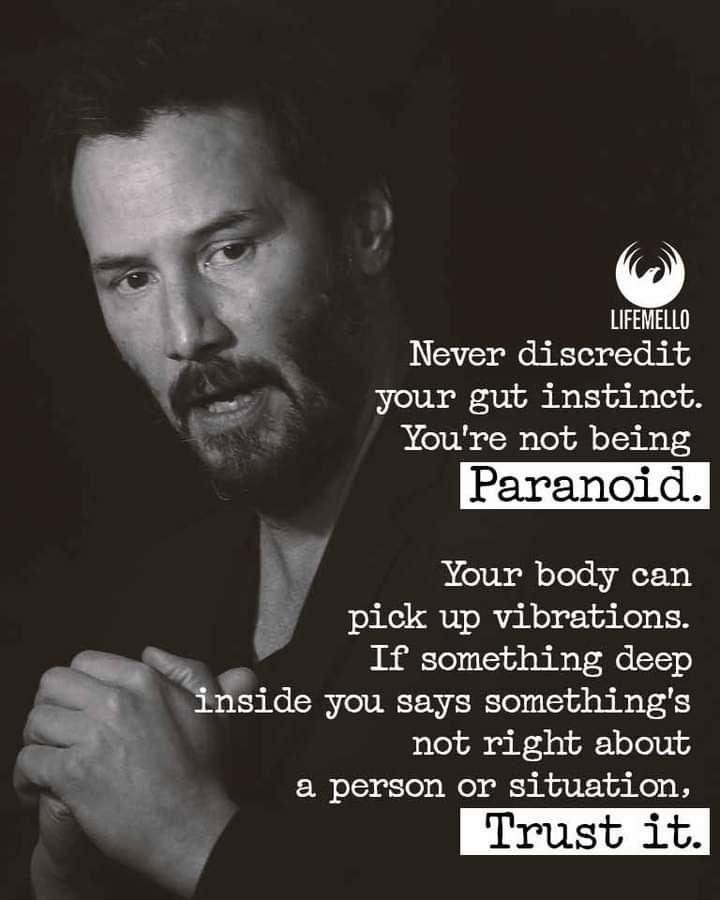 LIFEMELLO
Never discredit
your gut instinct.
You're not being
Paranoid.
Your body can
pick up vibrations.
If something deep
inside you says something's
not right about
a person or situation,
Trust it.